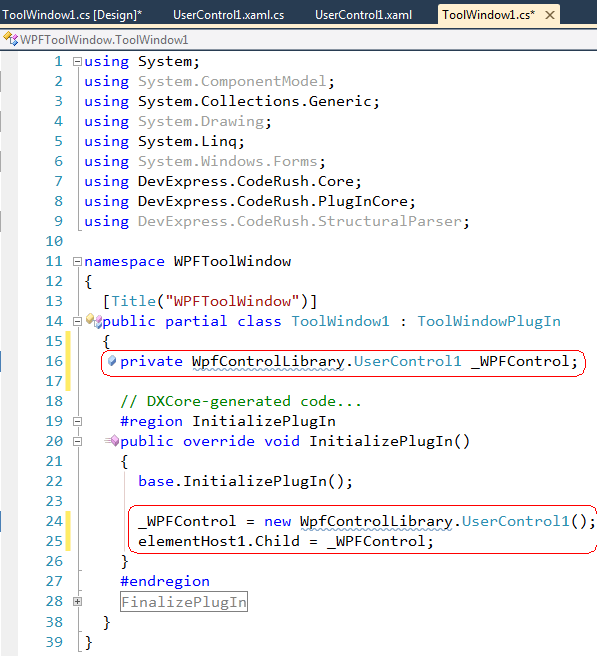 ToolWindow1.cs [Design]* UserControl1.xaml.cs UserControl1.xaml ToolWindow1.cs*
WPFToolWindow.ToolWindow1
1 using System;
2 using System.ComponentModel;
3 using System.Collections.Generic;
4 using System.Drawing;
5 using System.Linq;
6 using System.Windows.Forms;
7 using DevExpress.CodeRush.Core;
8 using DevExpress.CodeRush.PlugInCore;
9 using DevExpress.CodeRush.StructuralParser;
10
11 namespace WPFToolWindow
12 {
13 [Title("WPFToolWindow")]
14 public partial class ToolWindow1 : ToolWindowPlugIn
15 {
16 private WpfControlLibrary.UserControl1 _WPFControl;
17
18 // DXCore-generated code...
19 #region InitializePlugIn
20 public override void InitializePlugIn()
21 {
22 base.InitializePlugIn();
23
24 _WPFControl = new WpfControlLibrary.UserControl1();
25 elementHost1.Child = _WPFControl;
26 }
27 #endregion
28 FinalizePlugIn
38 }
39 }